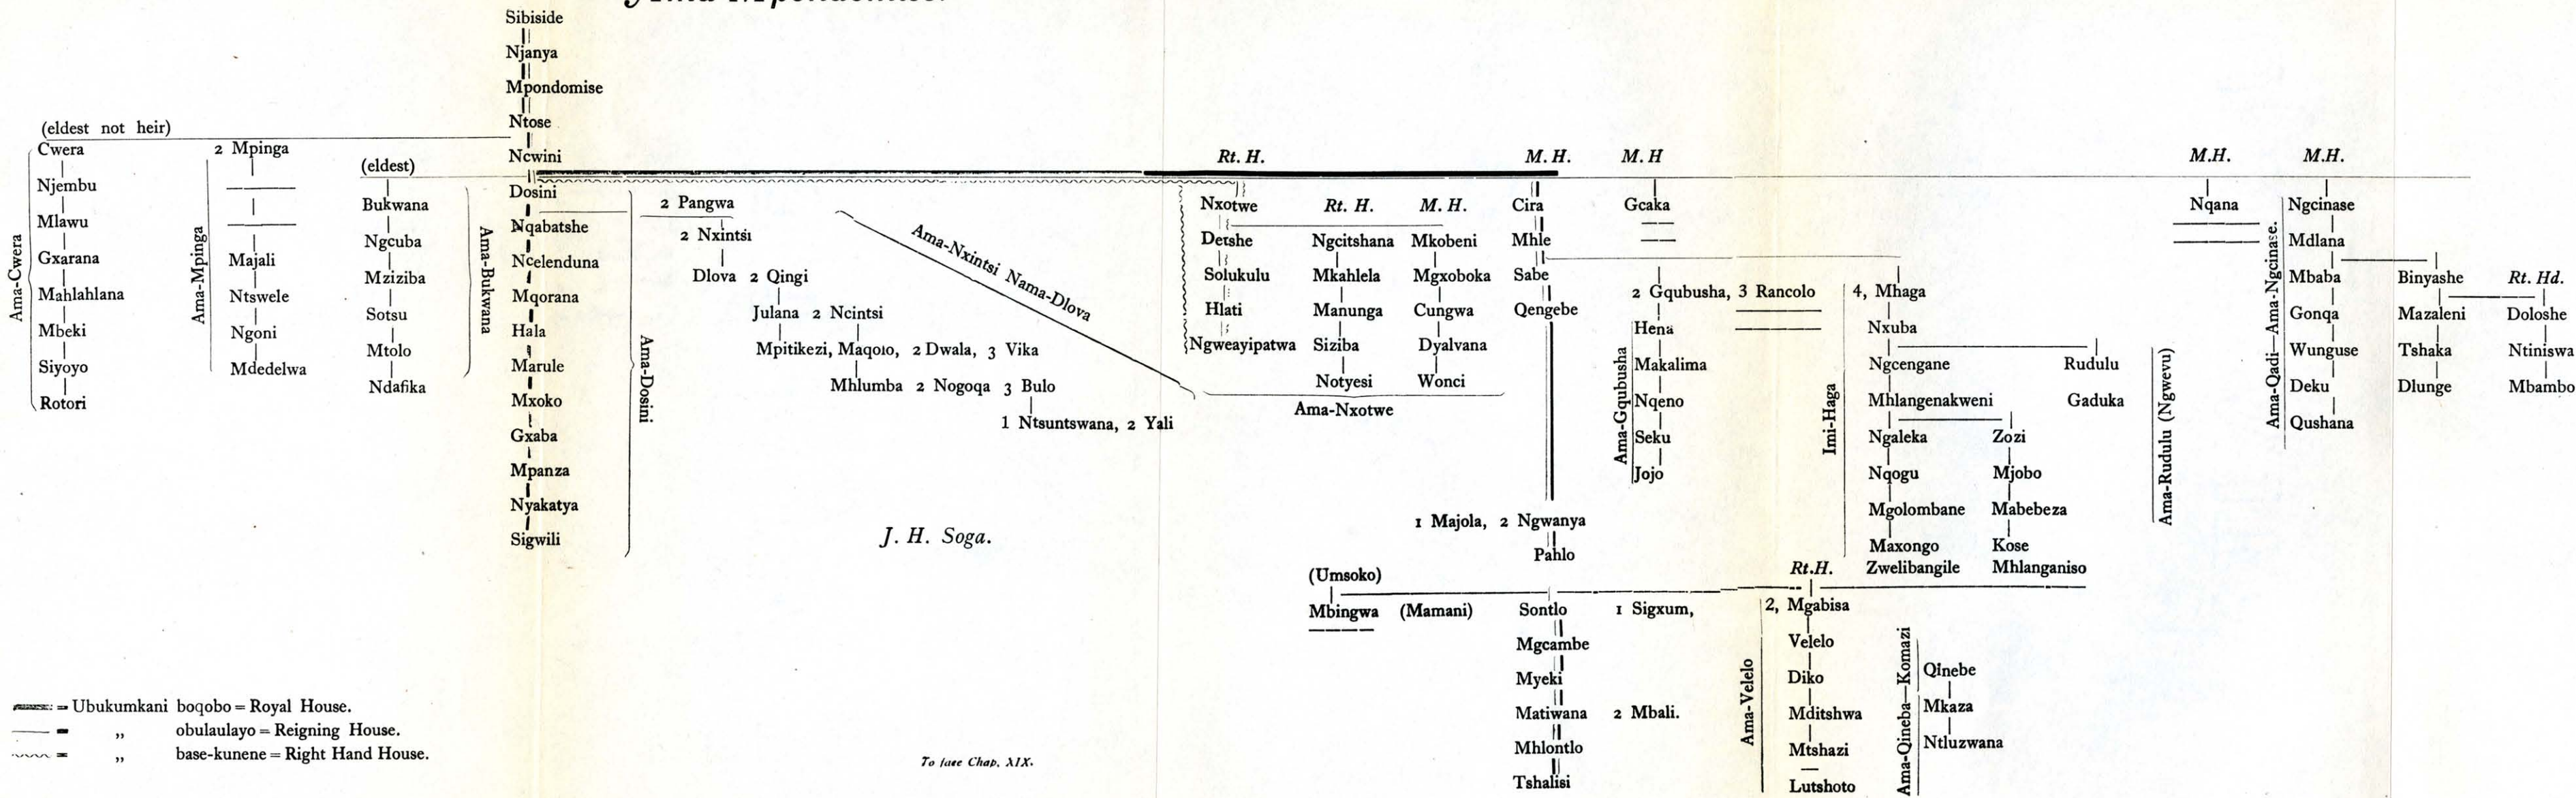 Ama-Mpondomise.
Sibiside
Njanya
Mpondomise
Ntose
Ncwini
(eldest not heir)
Cwera
Njembu
Mlawu
Gxarana
Mahlahlana
Mbeki
Siyoyo
Rotori
Ama-Cwera
2 Mpinga
Majali
Ntswele
Ngoni
Mdedelwa
Ama-Mpinga
(eldest)
Bukwana
Ngcuba
Mziziba
Sotsu
Mtolo
Ndafika
Ama-Bukwana
Dosini
Nqabatshe
Ncelenduna
Mqorana
Hala
Marule
Mxoko
Gxaba
Mpanza
Nyakatya
Sigwili
Ama-Dosini
2 Pangwa
2 Nxintsi
Dlova 2 Qingi
Julana 2 Ncintsi
Mpitikezi, Maqolo, 2 Dwala, 3 Vika
Mhlumba 2 Nogoqa 3 Bulo
1 Ntsuntswana, 2 Yali
Ama-Nxintsi Nama-Dlova
Rt. H.
Nxotwe
Detshe
Solukulu
Hlati
Ngweayipatwa
Rt. H.
Ngcitshana
Mkahlela
Manunga
Siziba
Notyesi
M. H.
Mkobeni
Mgxoboka
Cungwa
Dyalvana
Wonci
Ama-Nxotwe
M. H.
Cira
Mhle
Sabe
Qengebe
1 Majola, 2 Ngwanya
Pahlo
(Umsoko)
Mbingwa (Mamani)
Sontlo 1 Sigxum,
Mgcambe
Myeki
Matiwana 2 Mbali.
Mhlontlo
Tshalisi
M. H
Gcaka
2 Gqubusha, 3 Rancolo
Hena
Makalima
Nqeno
Seku
Jojo
Ama-Gqubusha
4, Mhaga
Nxuba
Ngcengane
Mhlangenakweni
Ngaleka
Nqogu
Mgolombane
Maxongo
Zwelibangile
Imi-Haga
Zozi
Mjobo
Mabebeza
Kose
Mhlanganiso
Rudulu
Gaduka
Ama-Rudulu (Ngwevu)
Rt.H.
2, Mgabisa
Velelo
Diko
Mditshwa
Mtshazi
Lutshoto
Ama-Velelo
Qinebe
Mkaza
Ntluzwana
Ama-Qineba—Komazi
M.H.
Nqana
M.H.
Ngcinase
Mdlana
Mbaba
Gonqa
Wunguse
Deku
Qushana
Ama-Qadi—Ama-Ngcinase.
Binyashe
Mazaleni
Tshaka
Dlunge
Rt. Hd.
Doloshe
Ntiniswa
Mbambo
J. H. Soga.
= Ubukumkani boqobo = Royal House.
= ,, obulaulayo = Reigning House.
= ,, base-kunene = Right Hand House.
To face Chap. XIX.